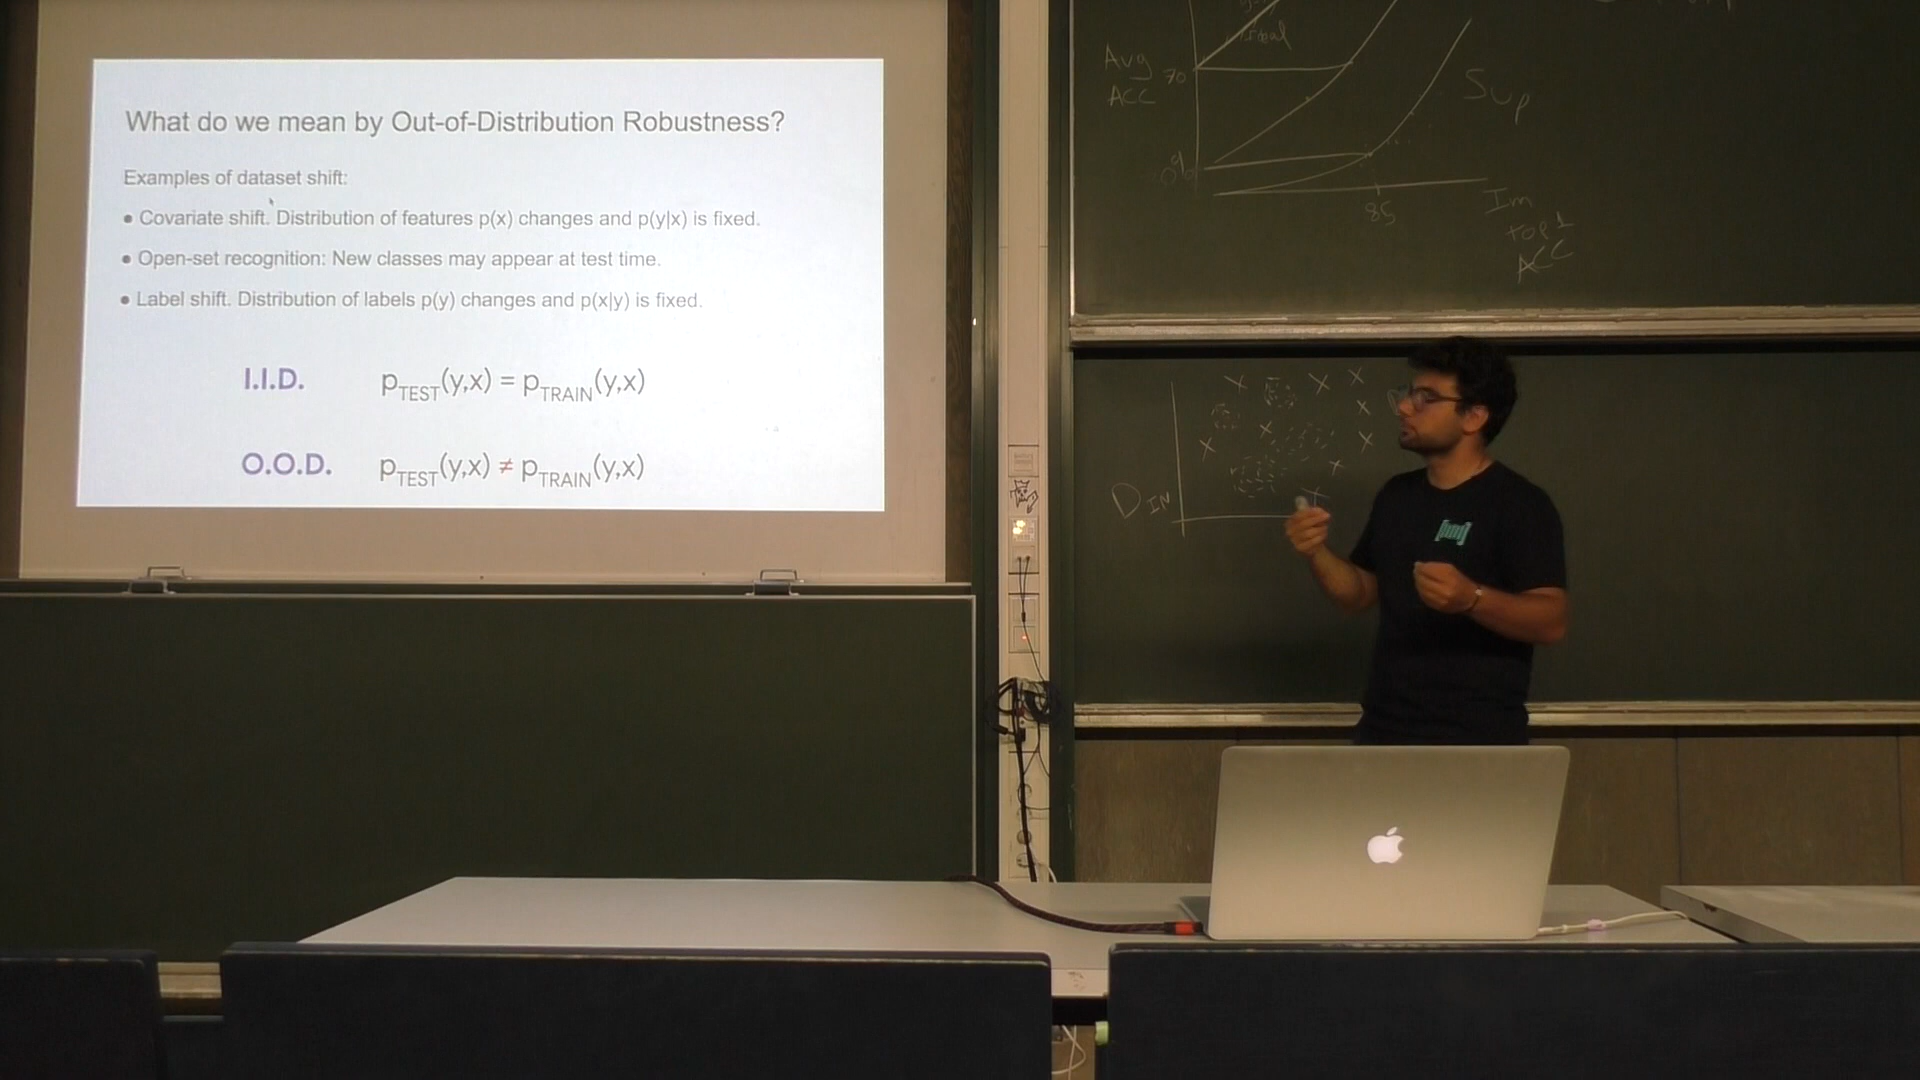 What do we mean by Out-of-Distribution Robustness?
Examples of dataset shift:
• Covariate shift. Distribution of features p(x) changes and p(y|x) is fixed.
• Open-set recognition: New classes may appear at test time.
• Label shift. Distribution of labels p(y) changes and p(x|y) is fixed.
I.I.D. pTEST(y,x) = pTRAIN(y,x)
O.O.D. pTEST(y,x) ≠ pTRAIN(y,x)
Avg
ACC
70
Sup
85
Im
top1
ACC
DIN